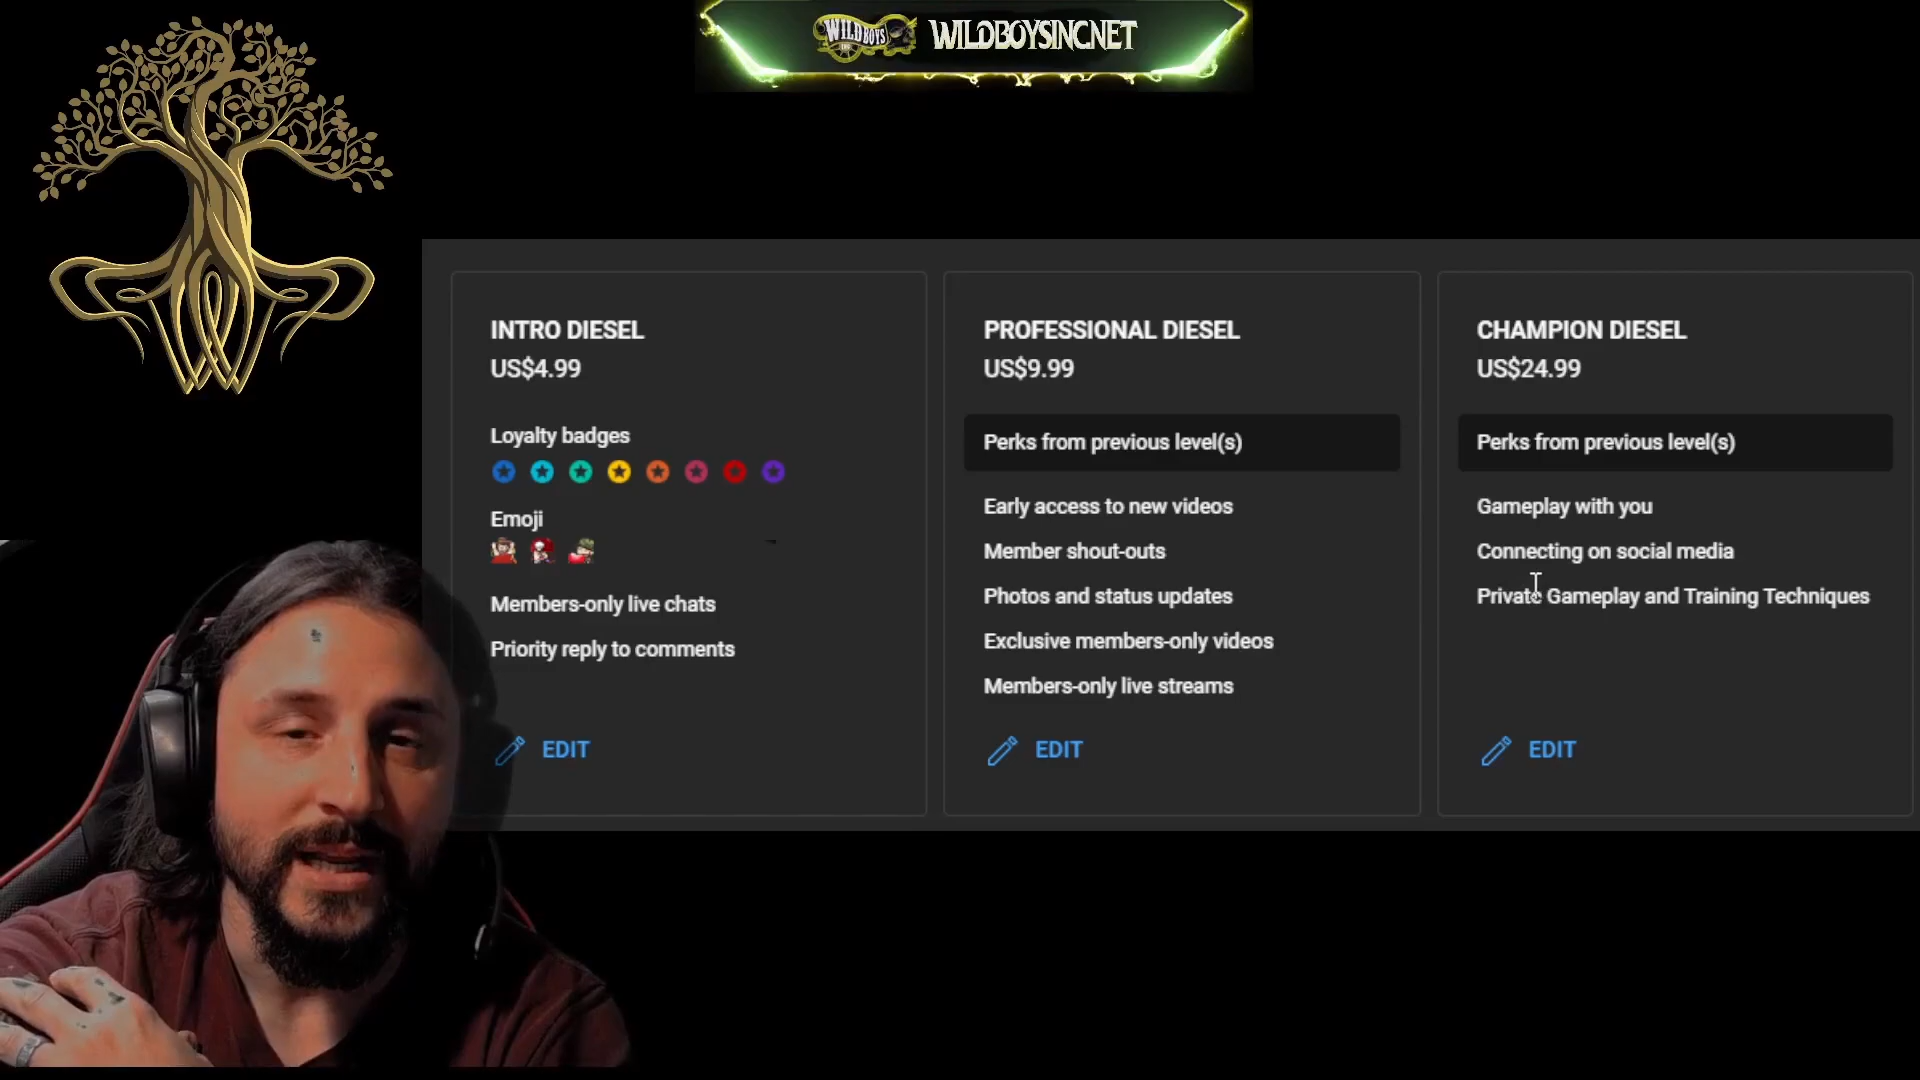 WILDBOYS
WILDBOYSINCNET
INTRO DIESEL
US$4.99
Loyalty badges
Emoji
Members-only live chats
Priority reply to comments
EDIT
PROFESSIONAL DIESEL
US$9.99
Perks from previous level(s)
Early access to new videos
Member shout-outs
Photos and status updates
Exclusive members-only videos
Members-only live streams
EDIT
CHAMPION DIESEL
US$24.99
Perks from previous level(s)
Gameplay with you
Connecting on social media
Private Gameplay and Training Techniques
EDIT